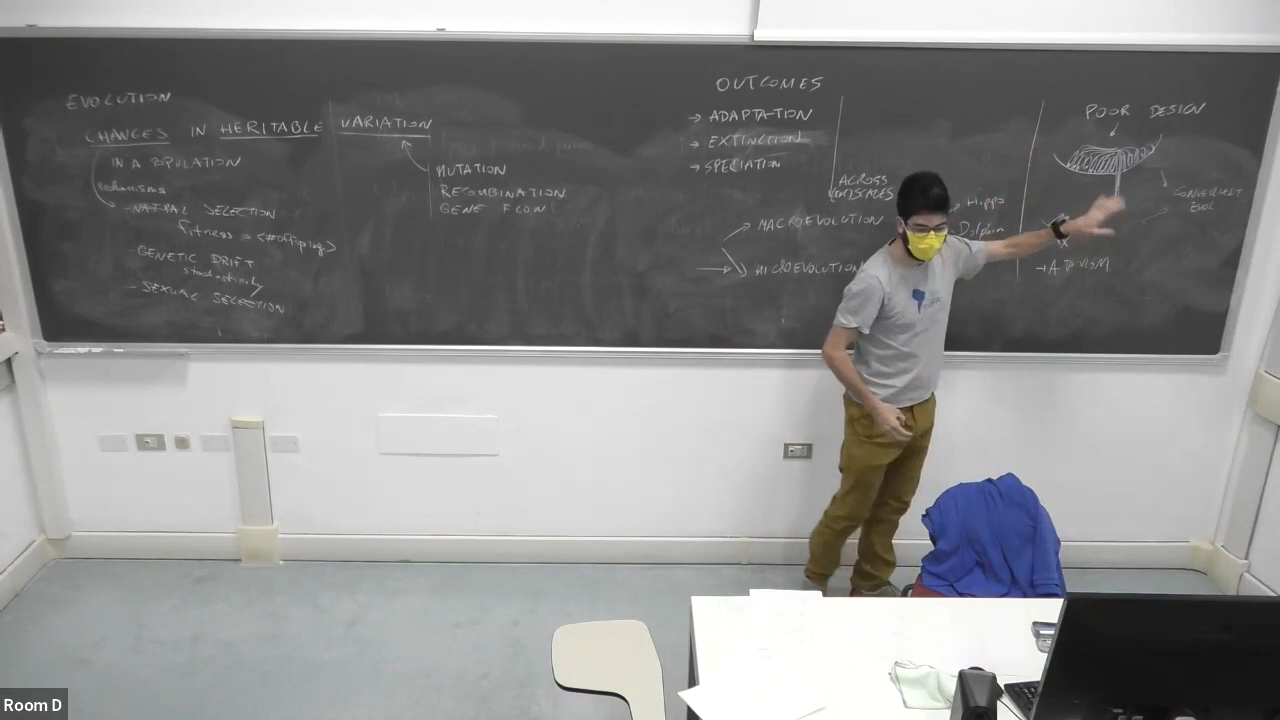 EVOLUTION
CHANGES IN HERITABLE VARIATION
IN A POPULATION
Mechanisms
-NATURAL SELECTION
Fitness = <#offspring>
-GENETIC DRIFT
stochasticity
-SEXUAL SELECTION
MUTATION
RECOMBINATION
GENE FLOW
OUTCOMES
→ ADAPTATION
→ EXTINCTION
→ SPECIATION
ACROSS
SCALES
MACROEVOLUTION
MICROEVOLUTION
Hippo
Dolphin
POOR DESIGN
CONVERGENT
EVOL
→ATAVISM
Room D